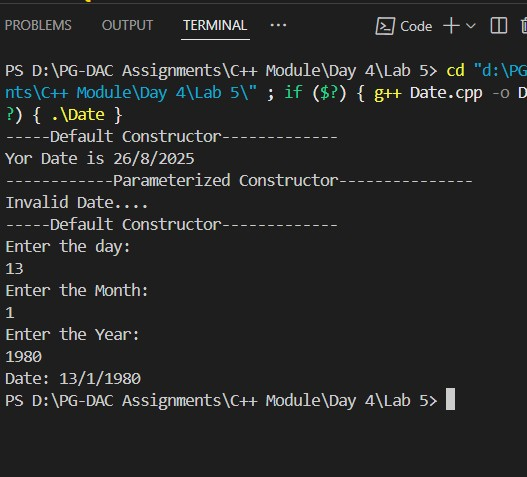 PROBLEMS OUTPUT TERMINAL ··· Code
PS D:\PG-DAC Assignments\C++ Module\Day 4\Lab 5> cd "d:\PG
nts\C++ Module\Day 4\Lab 5\" ; if ($?) { g++ Date.cpp -o D
?) { .\Date }
-----Default Constructor------------
Yor Date is 26/8/2025
------------Parameterized Constructor--------------
Invalid Date....
-----Default Constructor------------
Enter the day:
13
Enter the Month:
1
Enter the Year:
1980
Date: 13/1/1980
PS D:\PG-DAC Assignments\C++ Module\Day 4\Lab 5>